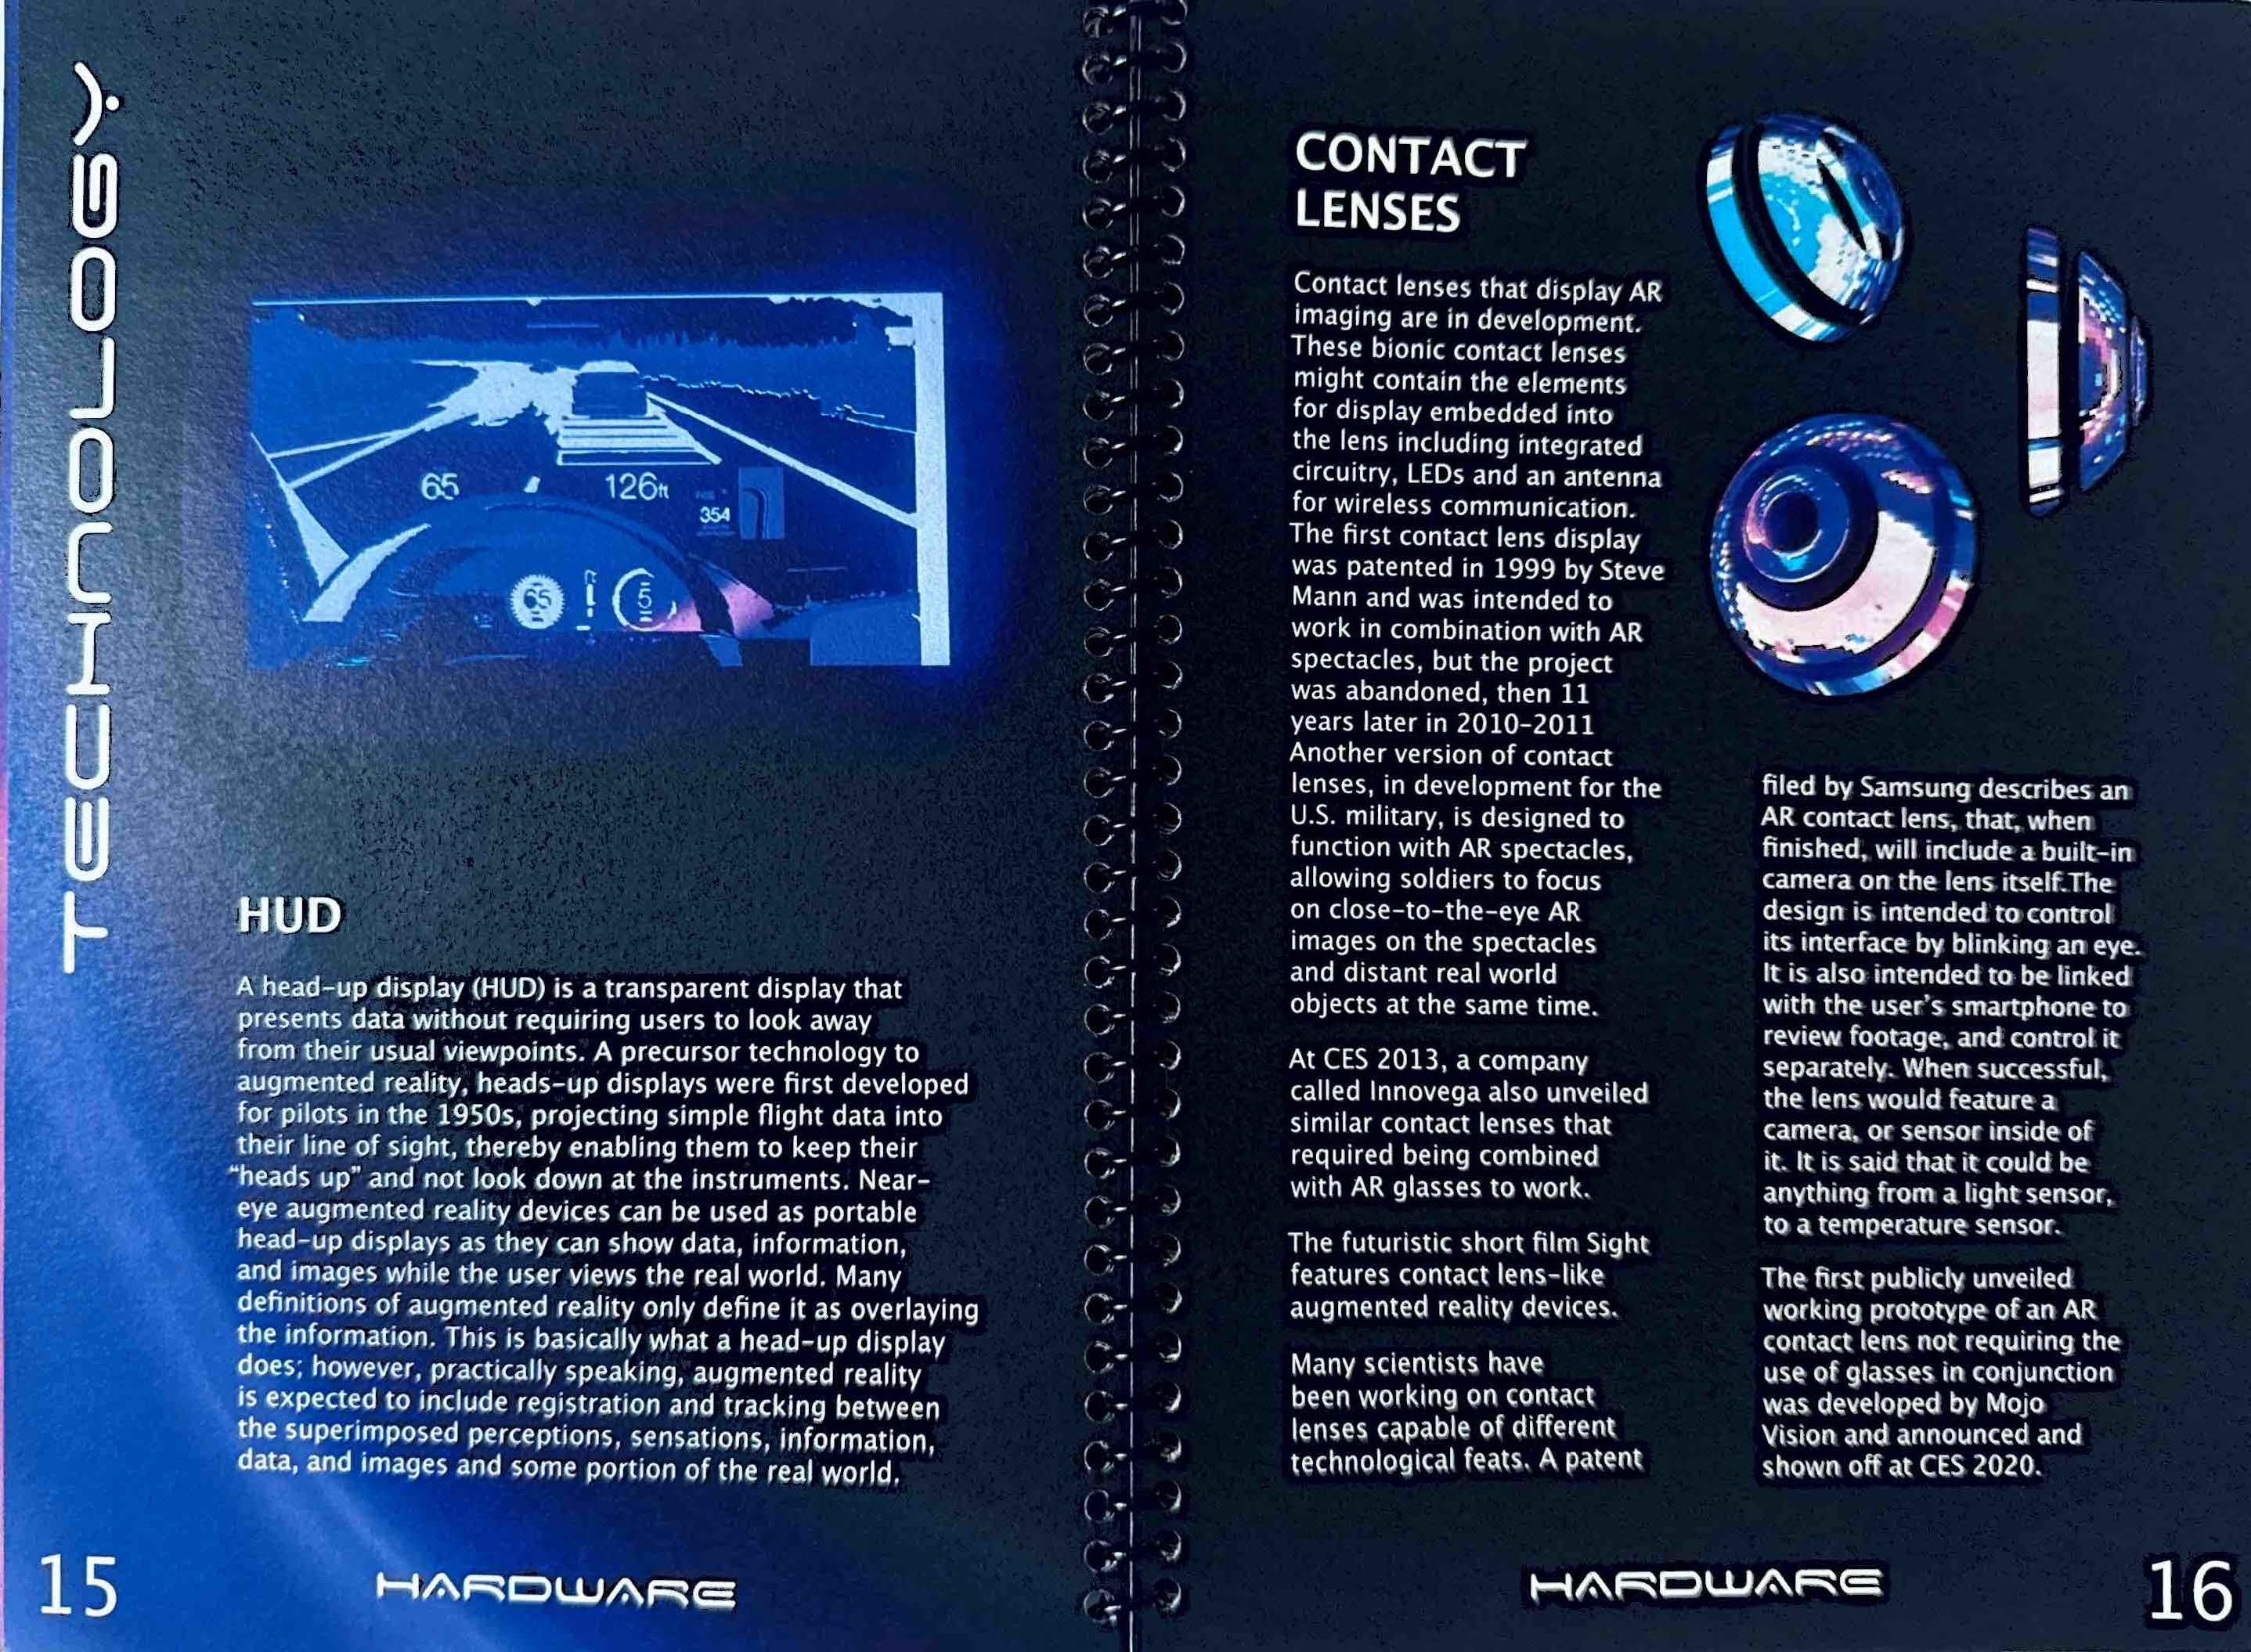 TECHNOLOGY
65
126ft
354
65
5
HUD
A head-up display (HUD) is a transparent display that
presents data without requiring users to look away
from their usual viewpoints. A precursor technology to
augmented reality, heads-up displays were first developed
for pilots in the 1950s, projecting simple flight data into
their line of sight, thereby enabling them to keep their
“heads up” and not look down at the instruments. Near-
eye augmented reality devices can be used as portable
head-up displays as they can show data, information,
and images while the user views the real world. Many
definitions of augmented reality only define it as overlaying
the information. This is basically what a head-up display
does; however, practically speaking, augmented reality
is expected to include registration and tracking between
the superimposed perceptions, sensations, information,
data, and images and some portion of the real world.
15
HARDWARE
CONTACT
LENSES
Contact lenses that display AR
imaging are in development.
These bionic contact lenses
might contain the elements
for display embedded into
the lens including integrated
circuitry, LEDs and an antenna
for wireless communication.
The first contact lens display
was patented in 1999 by Steve
Mann and was intended to
work in combination with AR
spectacles, but the project
was abandoned, then 11
years later in 2010-2011
Another version of contact
lenses, in development for the
U.S. military, is designed to
function with AR spectacles,
allowing soldiers to focus
on close-to-the-eye AR
images on the spectacles
and distant real world
objects at the same time.
At CES 2013, a company
called Innovega also unveiled
similar contact lenses that
required being combined
with AR glasses to work.
The futuristic short film Sight
features contact lens-like
augmented reality devices.
Many scientists have
been working on contact
lenses capable of different
technological feats. A patent
filed by Samsung describes an
AR contact lens, that, when
finished, will include a built-in
camera on the lens itself.The
design is intended to control
its interface by blinking an eye.
It is also intended to be linked
with the user's smartphone to
review footage, and control it
separately. When successful,
the lens would feature a
camera, or sensor inside of
it. It is said that it could be
anything from a light sensor,
to a temperature sensor.
The first publicly unveiled
working prototype of an AR
contact lens not requiring the
use of glasses in conjunction
was developed by Mojo
Vision and announced and
shown off at CES 2020.
HARDWARE
16